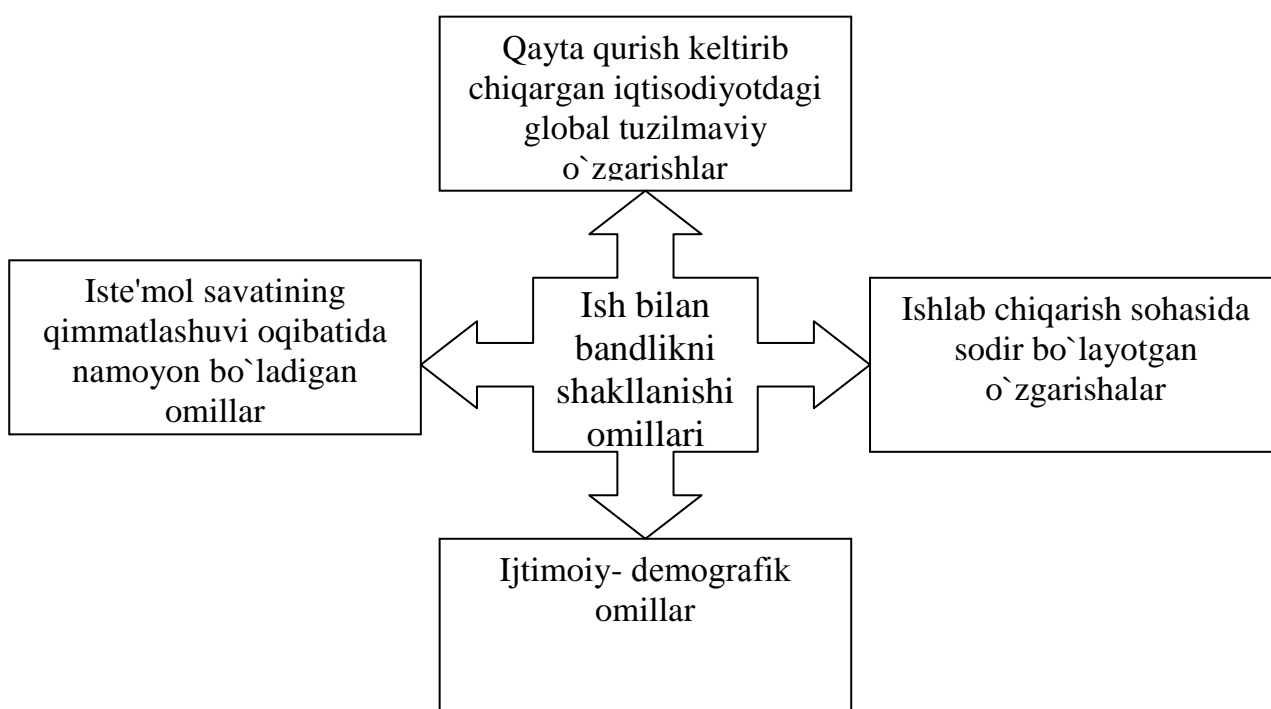 Qayta qurish keltirib
chiqargan iqtisodiyotdagi
global tuzilmaviy
o`zgarishlar
Iste'mol savatining
qimmatlashuvi oqibatida
namoyon bo`ladigan
omillar
Ish bilan
bandlikni
shakllanishi
omillari
Ishlab chiqarish sohasida
sodir bo`layotgan
o`zgarishalar
Ijtimoiy- demografik
omillar